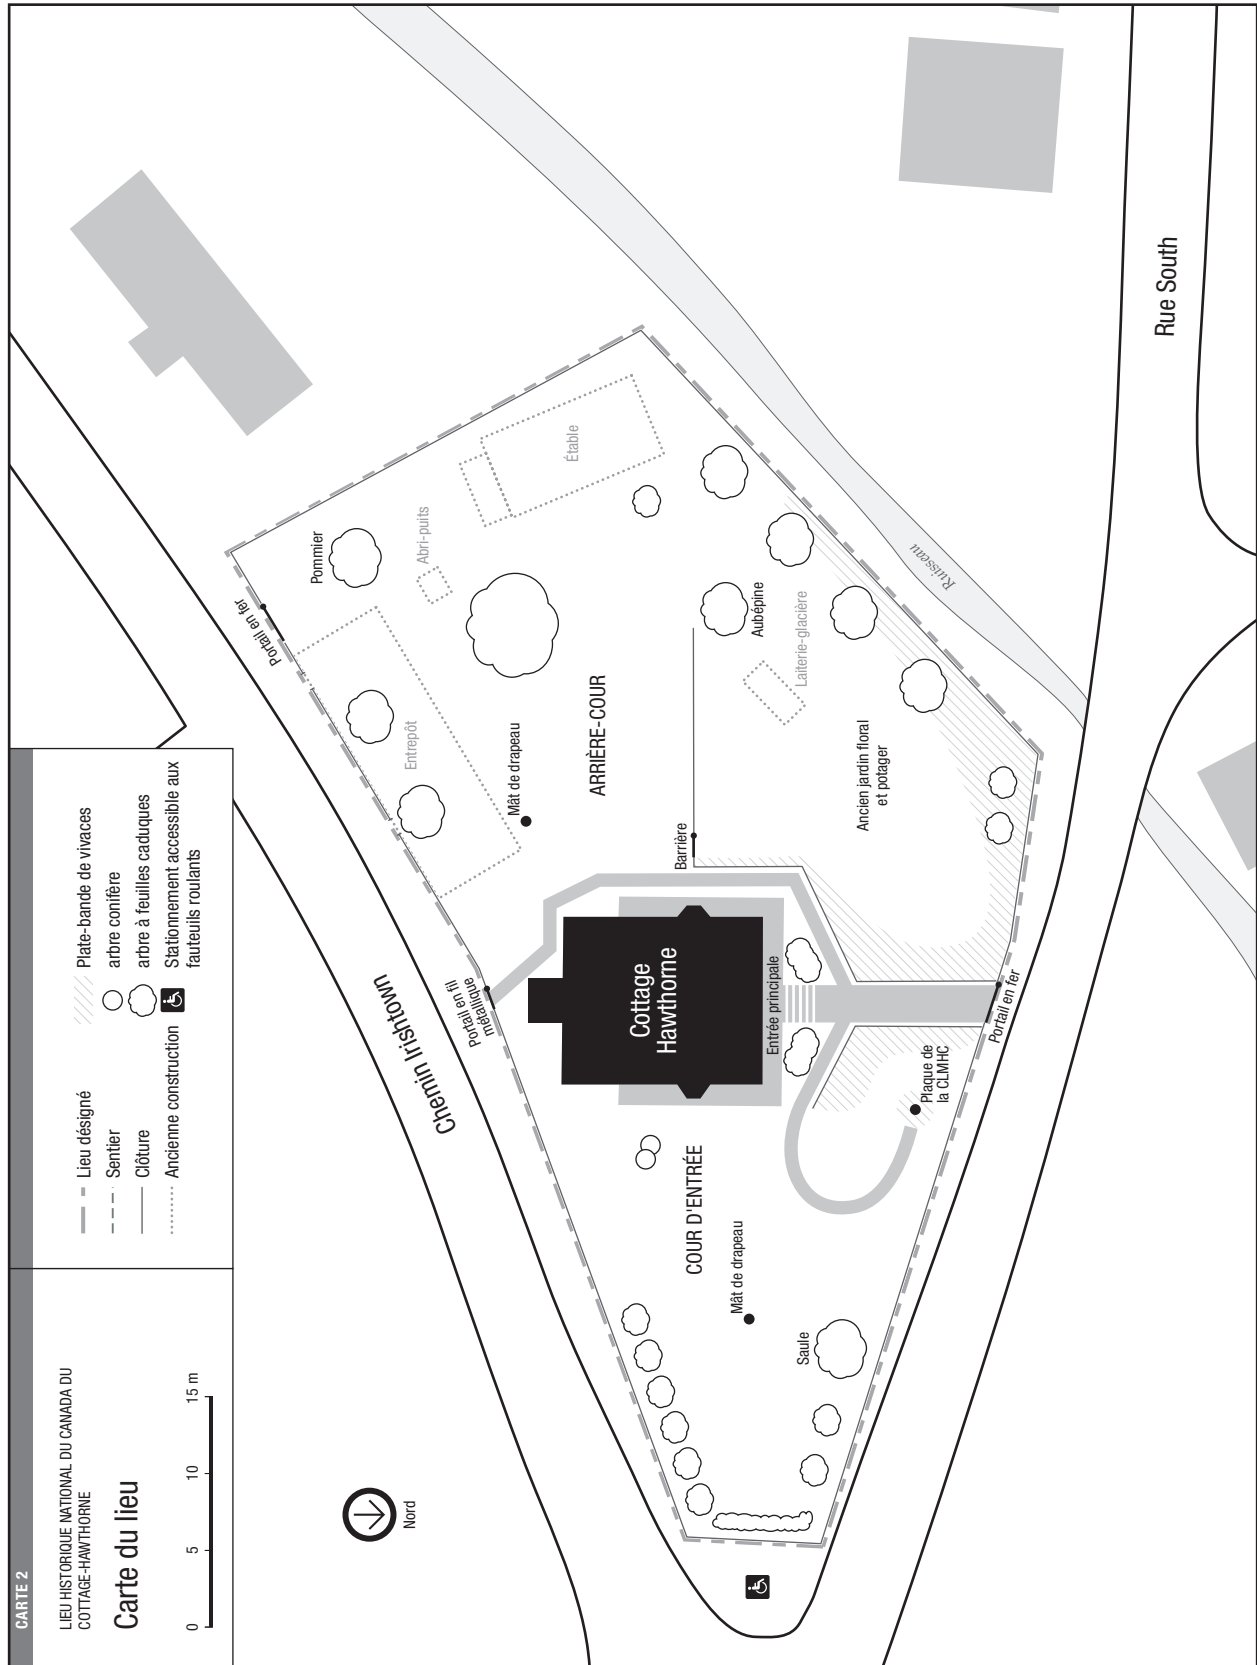 CARTE 2
LIEU HISTORIQUE NATIONAL DU CANADA DU
COTTAGE-HAWTHORNE
Carte du lieu
0 5 10 15 m
Lieu désigné
Sentier
Clôture
Ancienne construction
Plate-bande de vivaces
arbre conifère
arbre à feuilles caduques
Stationnement accessible aux
fauteuils roulants
Nord
Chemin Irishtown
Portail en fil
métallique
Portail en fer
Pommier
Entrepôt
Abri-puits
Étable
Mât de drapeau
ARRIÈRE-COUR
Barrière
Aubépine
Laiterie-glacière
Ancien jardin floral
et potager
Ruisseau
Cottage
Hawthorne
Entrée principale
COUR D'ENTRÉE
Mât de drapeau
Saule
Plaque de
la CLMHC
Portail en fer
Rue South